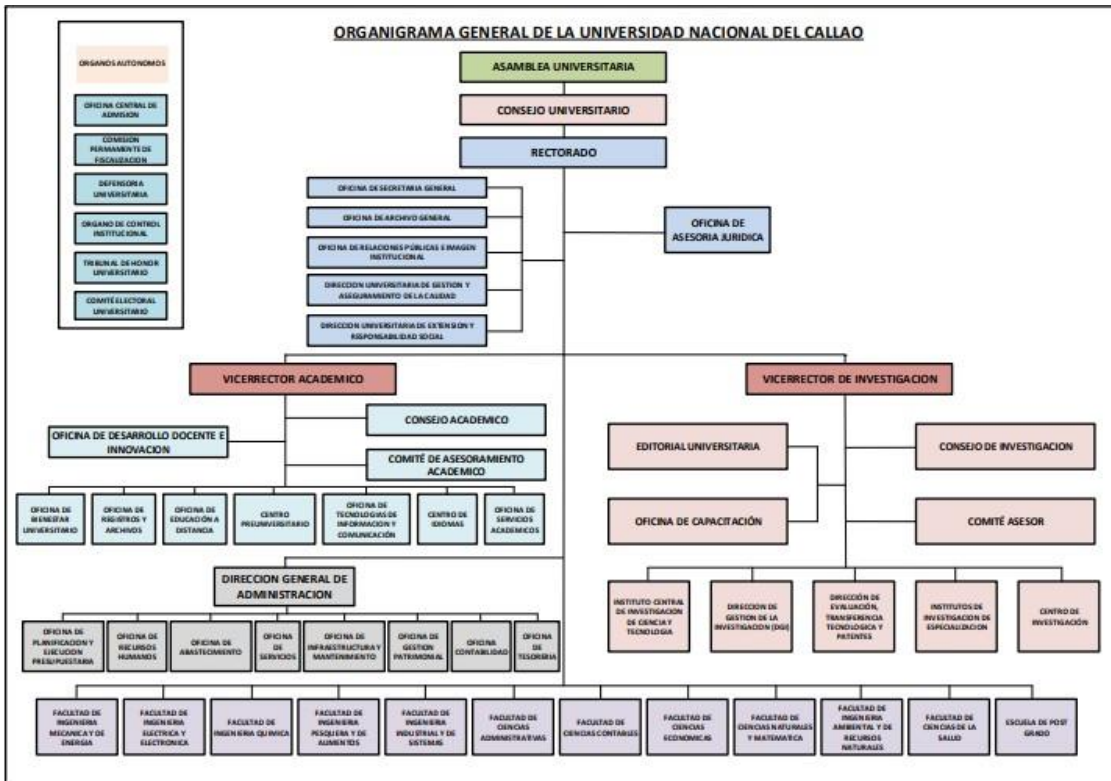 ORGANIGRAMA GENERAL DE LA UNIVERSIDAD NACIONAL DEL CALLAO
ORGANOS AUTONOMOS
OFICINA CENTRAL DE
ADMISION
COMISION
PERMAMENTE DE
FISCALIZACION
DEFENSORIA
UNIVERSITARIA
ORGANO DE CONTROL
INSTITUCIONAL
TRIBUNAL DE HONOR
UNIVERSITARIO
COMITÉ ELECTORAL
UNIVERSITARIO
ASAMBLEA UNIVERSITARIA
CONSEJO UNIVERSITARIO
RECTORADO
OFICINA DE SECRETARIA GENERAL
OFICINA DE ARCHIVO GENERAL
OFICINA DE RELACIONES PÚBLICAS E IMAGEN
INSTITUCIONAL
DIRECCION UNIVERSITARIA DE GESTION Y
ASEGURAMIENTO DE LA CALIDAD
DIRECCION UNIVERSITARIA DE EXTENSION Y
RESPONSABILIDAD SOCIAL
OFICINA DE
ASESORIA JURIDICA
VICERRECTOR ACADEMICO
CONSEJO ACADEMICO
OFICINA DE DESARROLLO DOCENTE E
INNOVACION
COMITÉ DE ASESORAMIENTO
ACADEMICO
OFICINA DE
BIENESTAR
UNIVERSITARIO
OFICINA DE
REGISTROS Y
ARCHIVOS
OFICINA DE
EDUCACIÓN A
DISTANCIA
CENTRO
PREUNIVERSITARIO
OFICINA DE
TECNOLOGIAS DE
INFORMACION Y
COMUNICACIÓN
CENTRO DE
IDIOMAS
OFICINA DE
SERVICIOS
ACADEMICOS
VICERRECTOR DE INVESTIGACION
EDITORIAL UNIVERSITARIA
CONSEJO DE INVESTIGACION
OFICINA DE CAPACITACIÓN
COMITÉ ASESOR
INSTITUTO CENTRAL
DE INVESTIGACION
DE CIENCIA Y
TECNOLOGIA
DIRECCION DE
GESTION DE LA
INVESTIGACION (DGI)
DIRECCIÓN DE
EVALUACIÓN,
TRANSFERENCIA
TECNOLOGICA Y
PATENTES
INSTITUTOS DE
INVESTIGACION DE
ESPECIALIZACION
CENTRO DE
INVESTIGACIÓN
DIRECCION GENERAL DE
ADMINISTRACION
OFICINA DE
PLANIFICACION Y
EJECUCION
PRESUPUESTARIA
OFICINA DE
RECURSOS
HUMANOS
OFICINA DE
ABASTECIMIENTO
OFICINA
DE
SERVICIOS
OFICINA DE
INFRAESTRUCTURA Y
MANTENIMIENTO
OFICINA DE
GESTION
PATRIMONIAL
OFICINA
CONTABILIDAD
OFICINA
DE
TESORERIA
FACULTAD DE
INGENIERIA
MECANICA Y DE
ENERGIA
FACULTAD DE
INGENIERIA
ELECTRICA Y
ELECTRONICA
FACULTAD DE
INGENIERIA QUIMICA
FACULTAD DE
INGENIERIA
PESQUERA Y DE
ALIMENTOS
FACULTAD DE
INGENIERIA
INDUSTRIAL Y DE
SISTEMAS
FACULTAD DE
CIENCIAS
ADMINISTRATIVAS
FACULTAD DE
CIENCIAS CONTABLES
FACULTAD DE
CIENCIAS
ECONOMICAS
FACULTAD DE
CIENCIAS NATURALES
Y MATEMATICA
FACULTAD DE
INGENIERIA
AMBIENTAL Y DE
RECURSOS
NATURALES
FACULTAD DE
CIENCIAS DE LA
SALUD
ESCUELA DE POST
GRADO